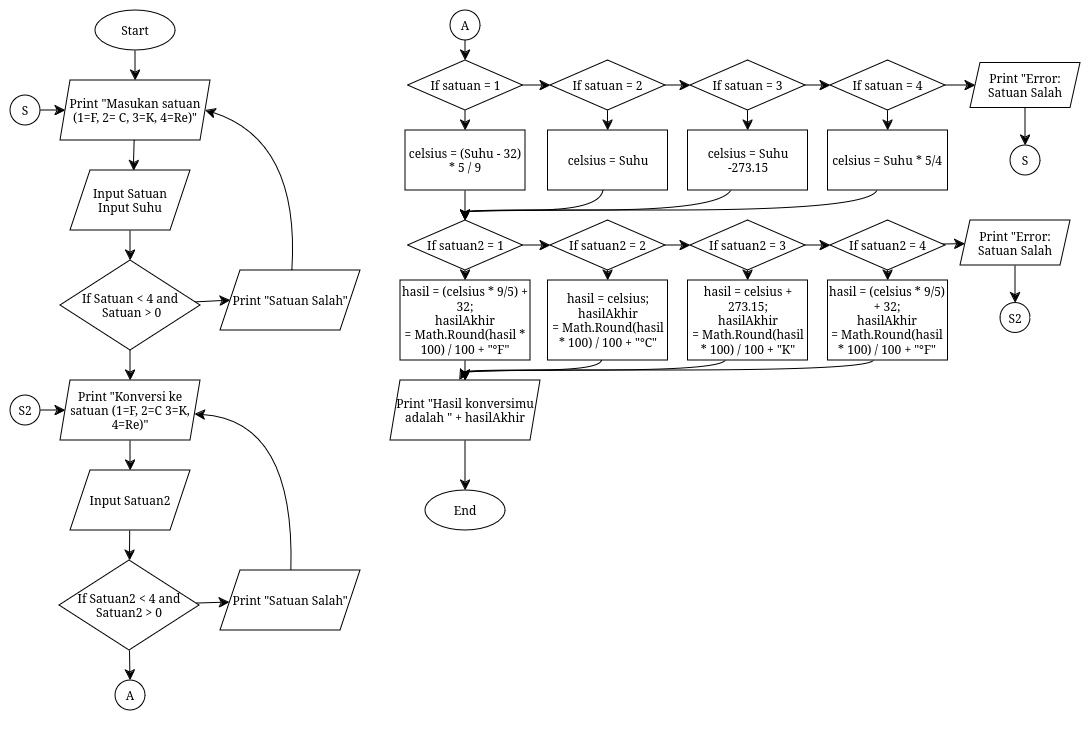 Start
S
Print "Masukan satuan
(1=F, 2= C, 3=K, 4=Re)"
Input Satuan
Input Suhu
If Satuan < 4 and
Satuan > 0
Print "Satuan Salah"
S2
Print "Konversi ke
satuan (1=F, 2=C 3=K,
4=Re)"
Input Satuan2
If Satuan2 < 4 and
Satuan2 > 0
Print "Satuan Salah"
A
A
If satuan = 1
If satuan = 2
If satuan = 3
If satuan = 4
Print "Error:
Satuan Salah
S
celsius = (Suhu - 32)
* 5 / 9
celsius = Suhu
celsius = Suhu
-273.15
celsius = Suhu * 5/4
If satuan2 = 1
If satuan2 = 2
If satuan2 = 3
If satuan2 = 4
Print "Error:
Satuan Salah
S2
hasil = (celsius * 9/5) +
32;
hasilAkhir
= Math.Round(hasil *
100) / 100 + "°F"
hasil = celsius;
hasilAkhir
= Math.Round(hasil
* 100) / 100 + "°C"
hasil = celsius +
273.15;
hasilAkhir
= Math.Round(hasil
* 100) / 100 + "K"
hasil = (celsius * 9/5)
+ 32;
hasilAkhir
= Math.Round(hasil
* 100) / 100 + "°F"
Print "Hasil konversimu
adalah " + hasilAkhir
End